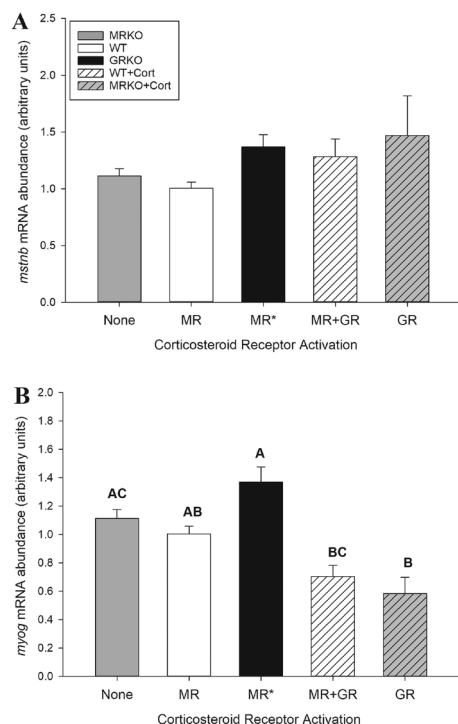 A
mstnb mRNA abundance (arbitrary units)
2.5
2.0
1.5
1.0
0.5
0.0
MRKO
WT
GRKO
WT+Cort
MRKO+Cort
None MR MR* MR+GR GR
Corticosteroid Receptor Activation
B
myog mRNA abundance (arbitrary units)
2.0
1.8
1.6
1.4
1.2
1.0
0.8
0.6
0.4
0.2
0.0
AC
AB
A
BC
B
None MR MR* MR+GR GR
Corticosteroid Receptor Activation